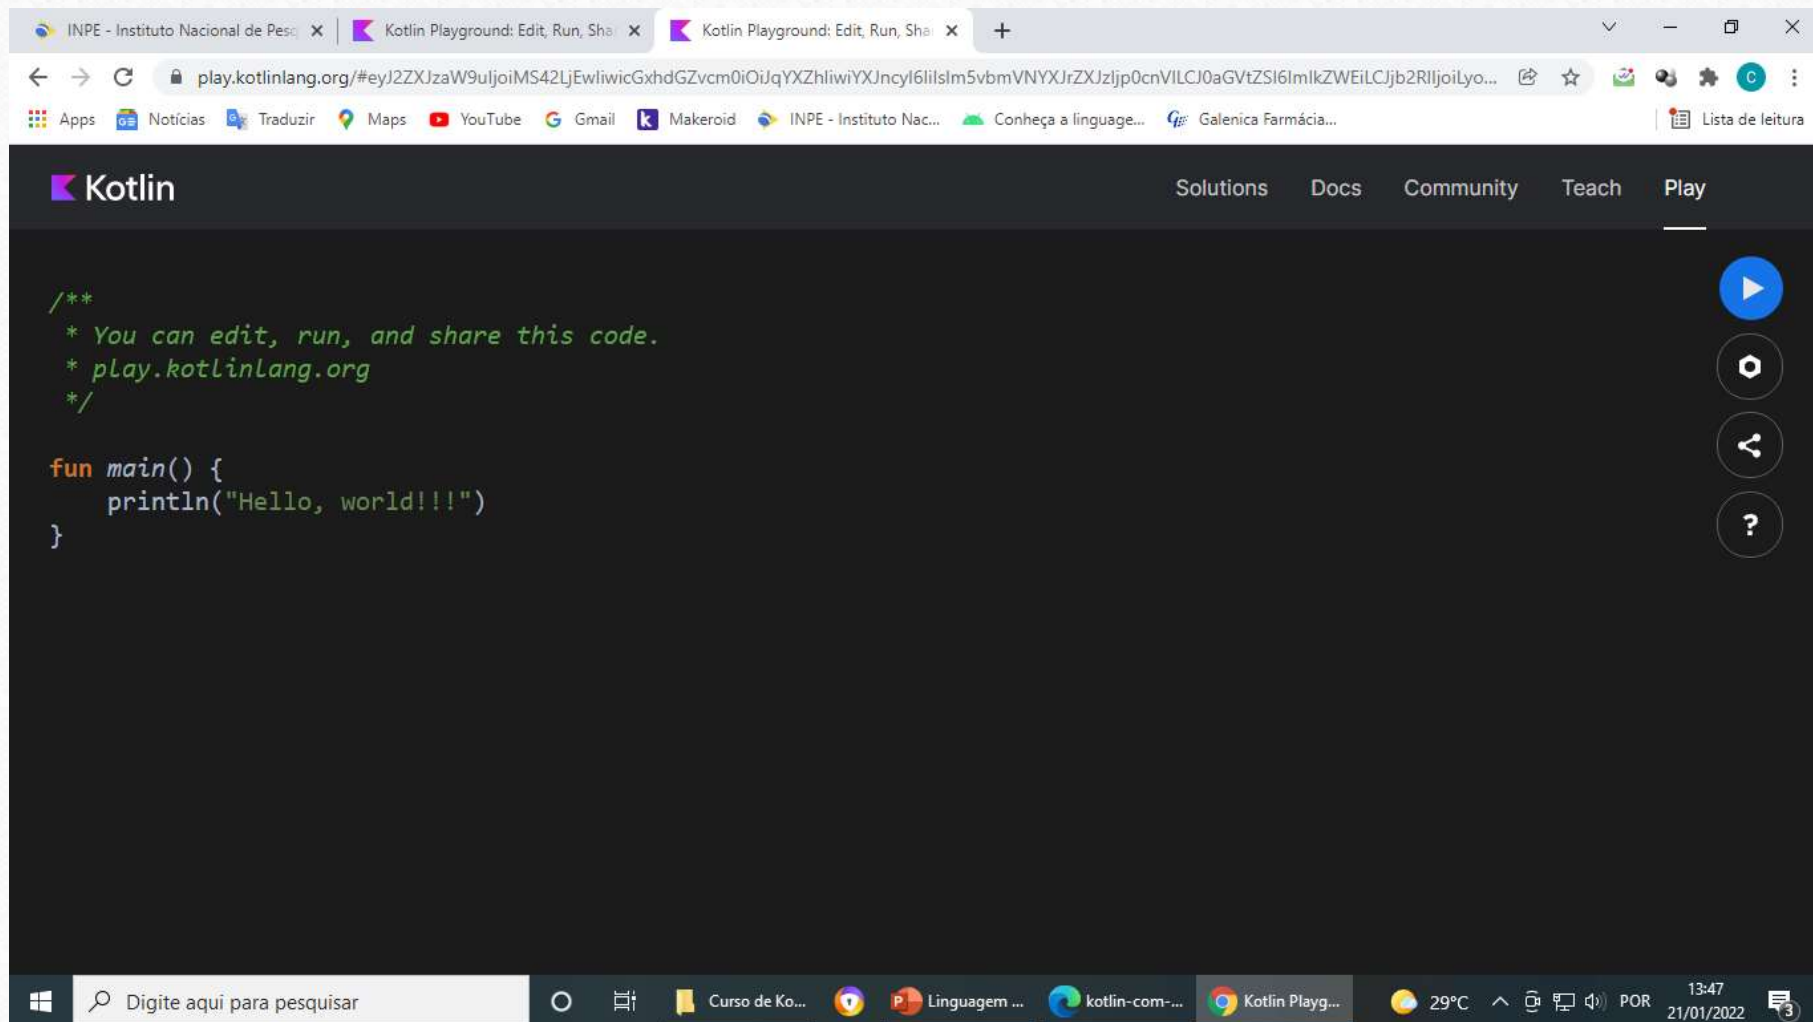 INPE - Instituto Nacional de Pesq
Kotlin Playground: Edit, Run, Sha
Kotlin Playground: Edit, Run, Sha
play.kotlinlang.org/
Apps Notícias Traduzir Maps YouTube Gmail Makeroid INPE - Instituto Nac... Conheça a linguage... Galenica Farmácia... Lista de leitura
Kotlin
Solutions Docs Community Teach Play
/**
* You can edit, run, and share this code.
* play.kotlinlang.org
*/
fun main() {
println("Hello, world!!!")
}
?
Digite aqui para pesquisar
Curso de Ko...
Linguagem ...
kotlin-com-...
Kotlin Playg...
29°C
POR
13:47
21/01/2022
3